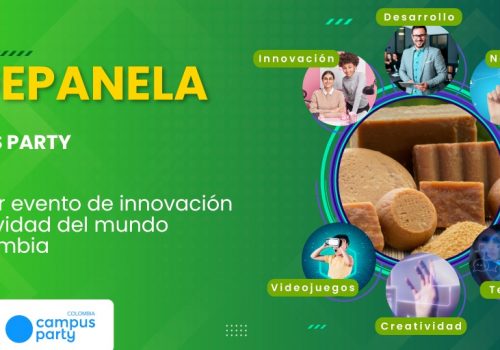 EPANELA
S PARTY
r evento de innovación
vidad del mundo
mbia
COLOMBIA
campus
party
Desarrollo
Innovación
Videojuegos
Creatividad